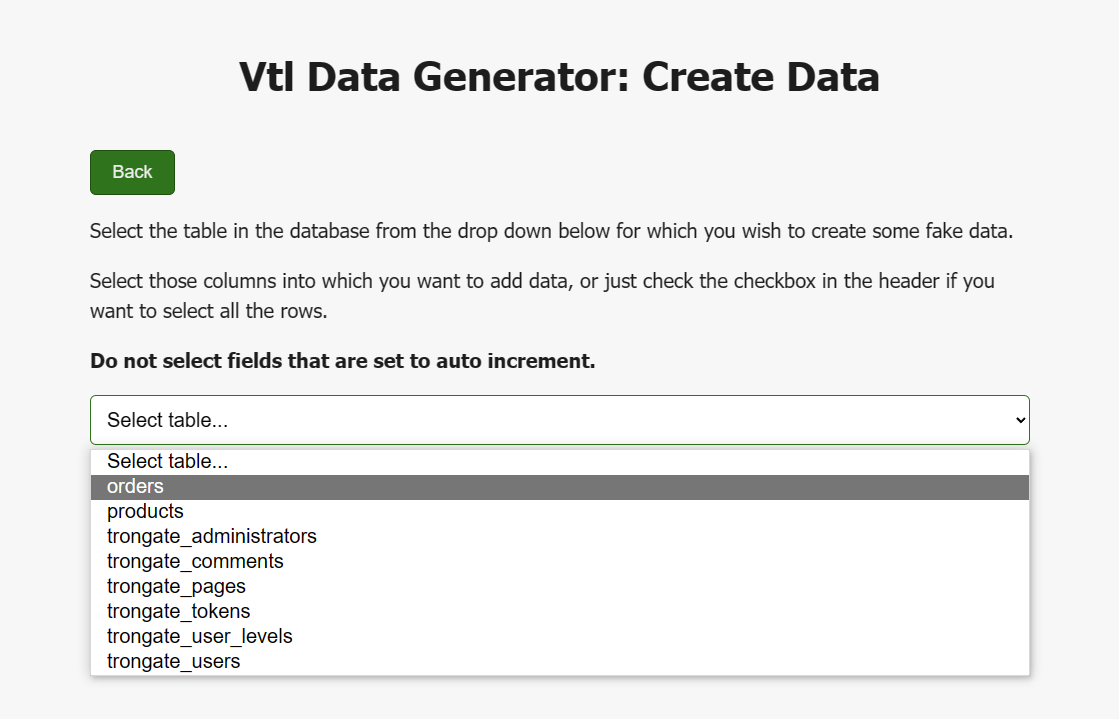 Vtl Data Generator: Create Data
Back
Select the table in the database from the drop down below for which you wish to create some fake data.
Select those columns into which you want to add data, or just check the checkbox in the header if you
want to select all the rows.
Do not select fields that are set to auto increment.
Select table...
Select table...
orders
products
trongate_administrators
trongate_comments
trongate_pages
trongate_tokens
trongate_user_levels
trongate_users